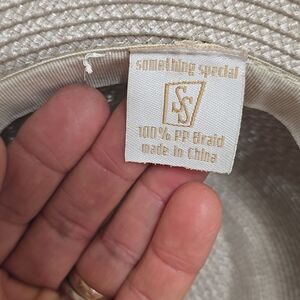 something special
SS
100% PP Braid
made in China